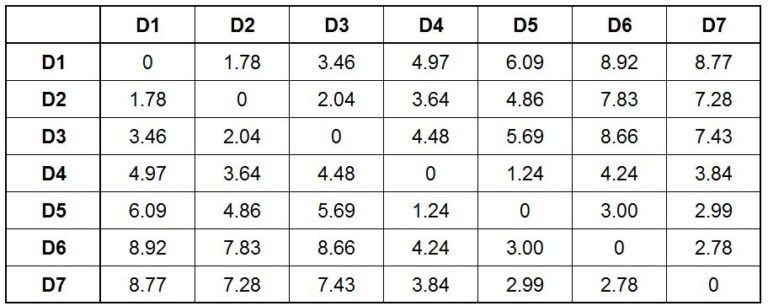 D1 D2 D3 D4 D5 D6 D7
D1 0 1.78 3.46 4.97 6.09 8.92 8.77
D2 1.78 0 2.04 3.64 4.86 7.83 7.28
D3 3.46 2.04 0 4.48 5.69 8.66 7.43
D4 4.97 3.64 4.48 0 1.24 4.24 3.84
D5 6.09 4.86 5.69 1.24 0 3.00 2.99
D6 8.92 7.83 8.66 4.24 3.00 0 2.78
D7 8.77 7.28 7.43 3.84 2.99 2.78 0